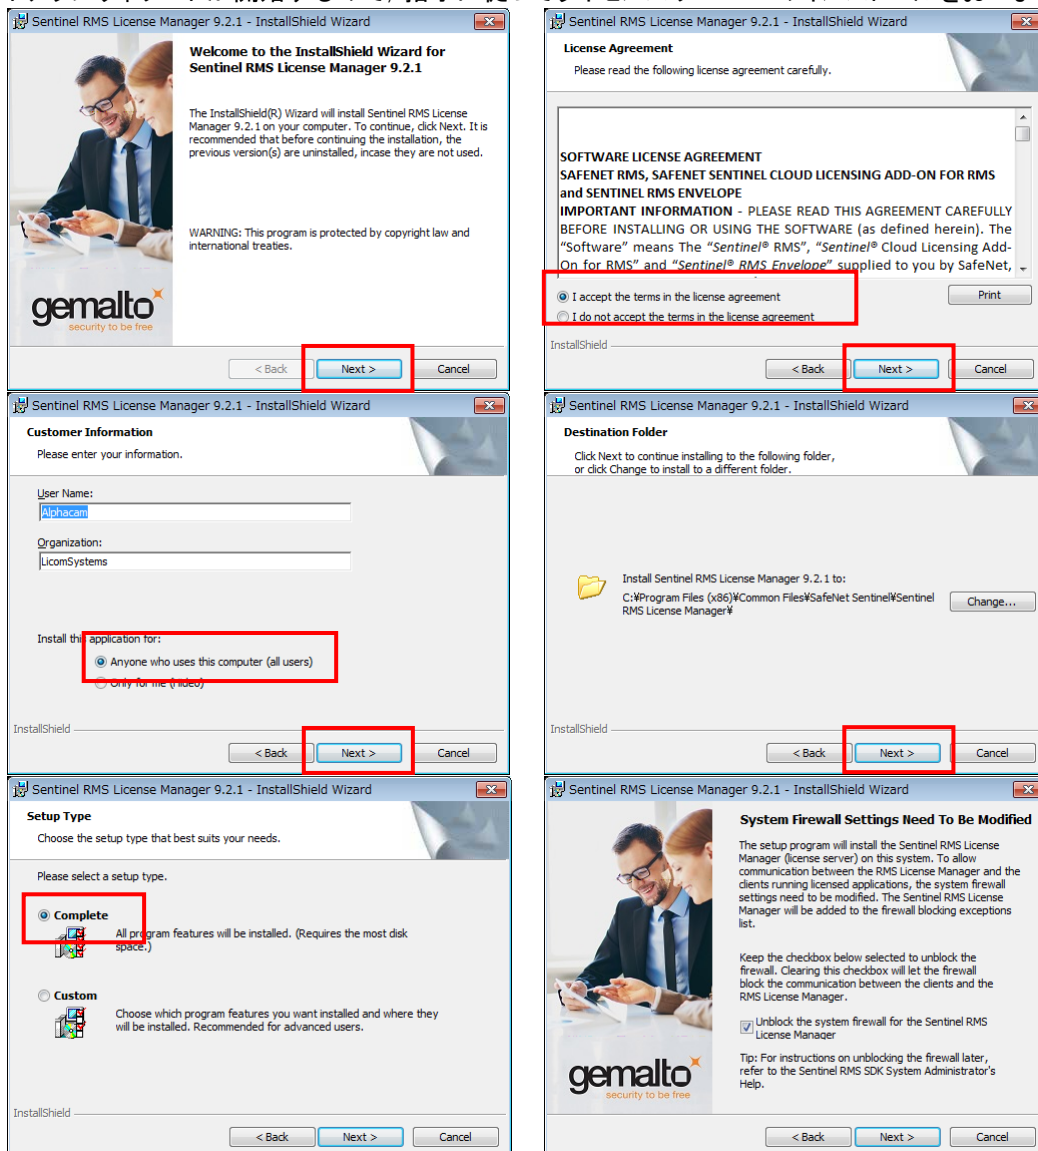 Sentinel RMS License Manager 9.2.1 - InstallShield Wizard
Welcome to the InstallShield Wizard for
Sentinel RMS License Manager 9.2.1
The InstallShield(R) Wizard will install Sentinel RMS License
Manager 9.2.1 on your computer. To continue, click Next. It is
recommended that before continuing the installation, the
previous version(s) are uninstalled, incase they are not used.
WARNING: This program is protected by copyright law and
international treaties.
gemalto
security to be free
< Back
Next >
Cancel
Sentinel RMS License Manager 9.2.1 - InstallShield Wizard
License Agreement
Please read the following license agreement carefully.
SOFTWARE LICENSE AGREEMENT
SAFENET RMS, SAFENET SENTINEL CLOUD LICENSING ADD-ON FOR RMS
and SENTINEL RMS ENVELOPE
IMPORTANT INFORMATION - PLEASE READ THIS AGREEMENT CAREFULLY
BEFORE INSTALLING OR USING THE SOFTWARE (as defined herein). The
"Software" means The "Sentinel® RMS", "Sentinel® Cloud Licensing Add-
On for RMS" and "Sentinel® RMS Envelope" supplied to you by SafeNet,
I accept the terms in the license agreement
Print
I do not accept the terms in the license agreement
InstallShield
< Back
Next >
Cancel
Sentinel RMS License Manager 9.2.1 - InstallShield Wizard
Customer Information
Please enter your information.
User Name:
Alphacam
Organization:
LicomSystems
Install this application for:
Anyone who uses this computer (all users)
Only for me (Hideo)
InstallShield
< Back
Next >
Cancel
Sentinel RMS License Manager 9.2.1 - InstallShield Wizard
Destination Folder
Click Next to continue installing to the following folder,
or click Change to install to a different folder.
Install Sentinel RMS License Manager 9.2.1 to:
C:¥Program Files (x86)¥Common Files¥SafeNet Sentinel¥Sentinel
RMS License Manager¥
Change...
InstallShield
< Back
Next >
Cancel
Sentinel RMS License Manager 9.2.1 - InstallShield Wizard
Setup Type
Choose the setup type that best suits your needs.
Please select a setup type.
Complete
All program features will be installed. (Requires the most disk
space.)
Custom
Choose which program features you want installed and where they
will be installed. Recommended for advanced users.
InstallShield
< Back
Next >
Cancel
Sentinel RMS License Manager 9.2.1 - InstallShield Wizard
System Firewall Settings Need To Be Modified
The setup program will install the Sentinel RMS License
Manager (license server) on this system. To allow
communication between the RMS License Manager and the
clients running licensed applications, the system firewall
settings need to be modified. The Sentinel RMS License
Manager will be added to the firewall blocking exceptions
list.
Keep the checkbox below selected to unblock the
firewall. Clearing this checkbox will let the firewall
block the communication between the clients and the
RMS License Manager.
Unblock the system firewall for the Sentinel RMS
License Manager
Tip: For instructions on unblocking the firewall later,
refer to the Sentinel RMS SDK System Administrator's
Help.
gemalto
security to be free
< Back
Next >
Cancel